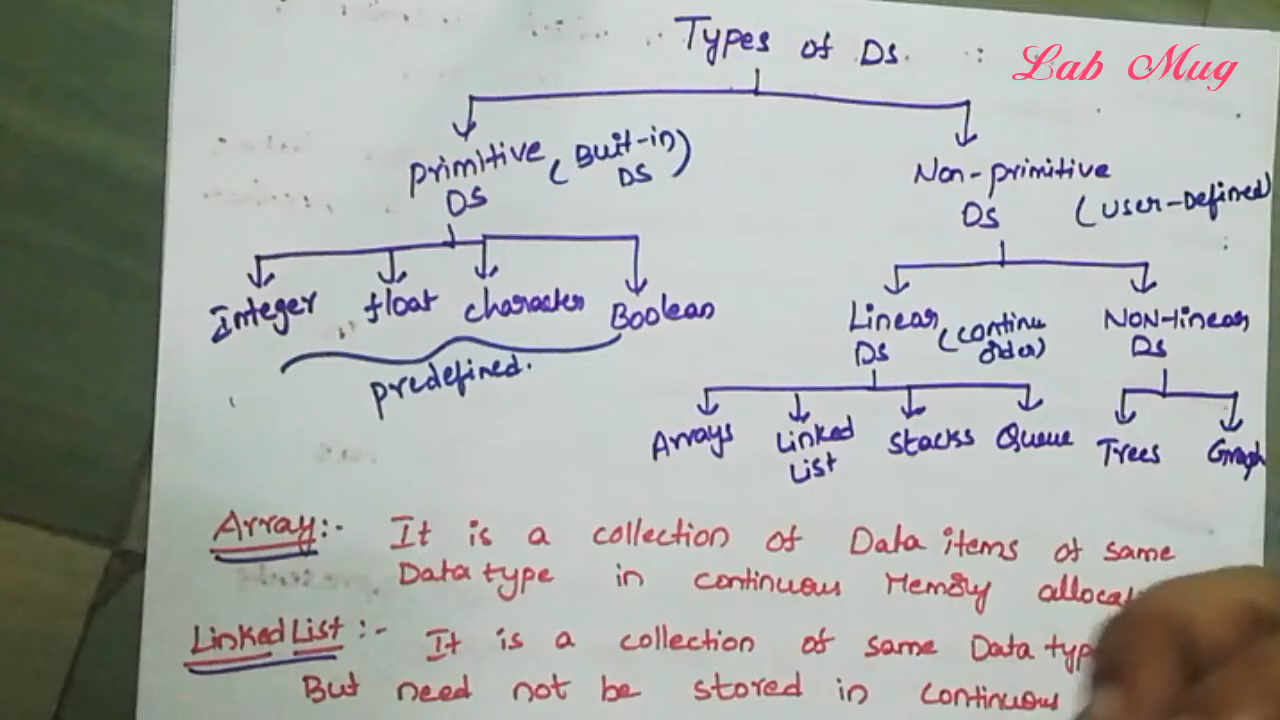 Types of Ds :
Lab Mug
Primitive (Buit-in
DS DS)
Non-primitive
DS (User-Defined)
Integer float character Boolean
predefined.
Linear (continu
DS order)
NON-linear
DS
Arrays Linked Stacks Queue Trees Graph
List
Array:- It is a collection of Data items of same
Data type in continuous Memory
Linked List :- It is a collection of same Data
But need not be stored in continuous